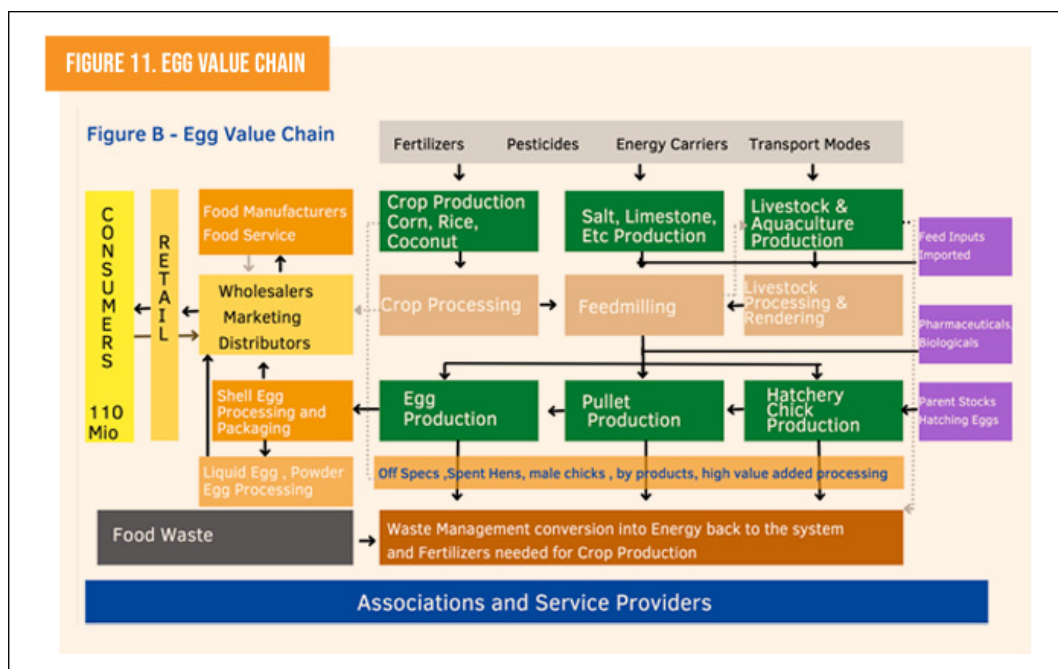 FIGURE 11. EGG VALUE CHAIN
Figure B - Egg Value Chain
Fertilizers Pesticides Energy Carriers Transport Modes
CONSUMERS
110
Mio
RETAIL
Food Manufacturers
Food Service
Crop Production
Corn, Rice,
Coconut
Salt, Limestone,
Etc Production
Livestock &
Aquaculture
Production
Feed Inputs
Imported
Wholesalers
Marketing
Distributors
Crop Processing
Feedmilling
Livestock
Processing &
Rendering
Pharmaceuticals,
Biologicals
Shell Egg
Processing and
Packaging
Egg
Production
Pullet
Production
Hatchery
Chick
Production
Parent Stocks
Hatching Eggs
Liquid Egg , Powder
Egg Processing
Off Specs ,Spent Hens, male chicks , by products, high value added processing
Food Waste
Waste Management conversion into Energy back to the system
and Fertilizers needed for Crop Production
Associations and Service Providers